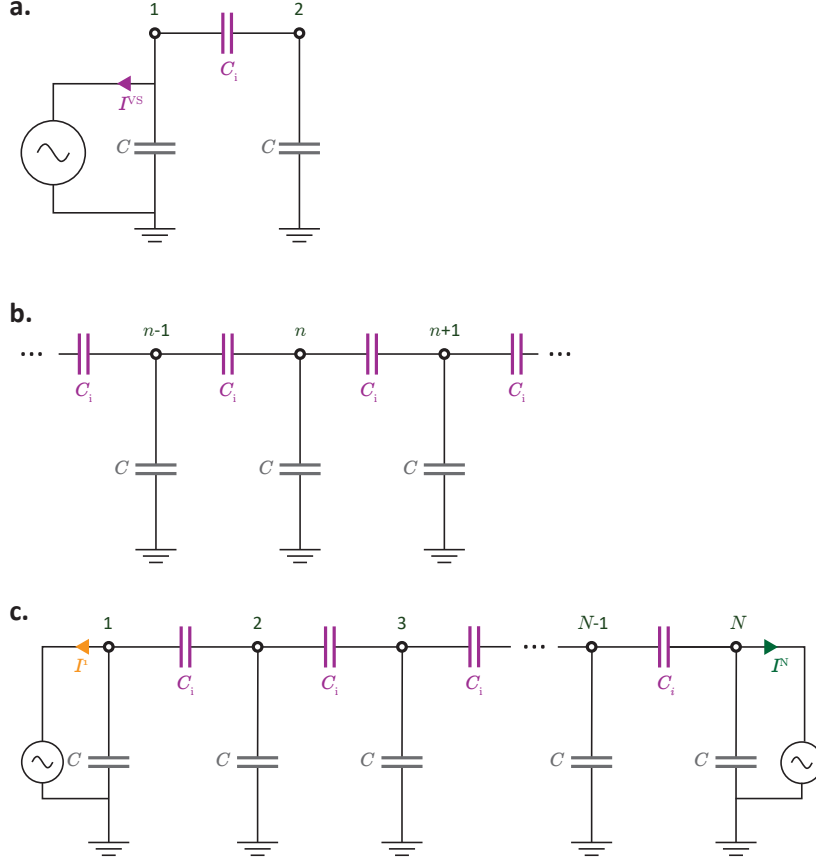 a.
1 2
C_i
I^VS
C C
b.
n-1 n n+1
... ...
C_i C_i C_i C_i
C C C
c.
1 2 3 N-1 N
...
I^1 C_i C_i C_i C_i I^N
C C C C C